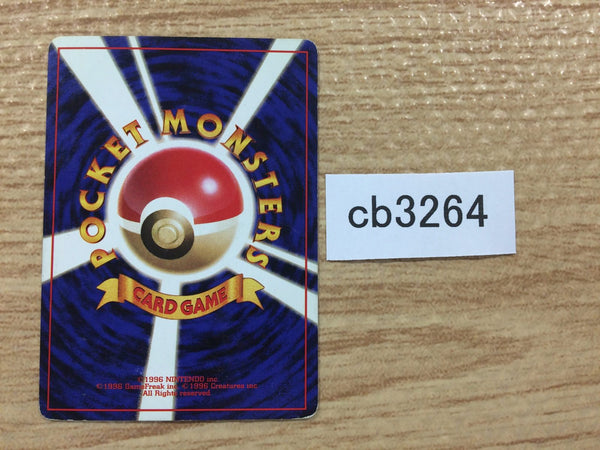 POCKET MONSTERS
CARD GAME
©1996 NINTENDO inc.
©1996 GameFreak inc. ©1996 Creatures inc.
All Rights reserved.
cb3264